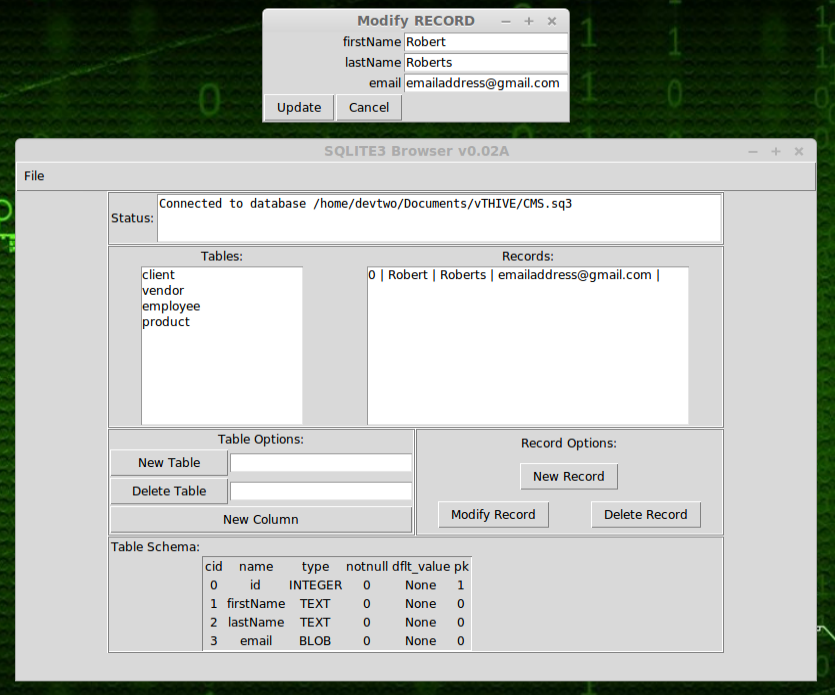 Modify RECORD
firstName Robert
lastName Roberts
email emailaddress@gmail.com
Update Cancel
SQLITE3 Browser v0.02A
File
Status: Connected to database /home/devtwo/Documents/vTHIVE/CMS.sq3
Tables: Records:
client 0 | Robert | Roberts | emailaddress@gmail.com |
vendor
employee
product
Table Options:
New Table
Delete Table
New Column
Record Options:
New Record
Modify Record Delete Record
Table Schema:
cid name type notnull dflt_value pk
0 id INTEGER 0 None 1
1 firstName TEXT 0 None 0
2 lastName TEXT 0 None 0
3 email BLOB 0 None 0